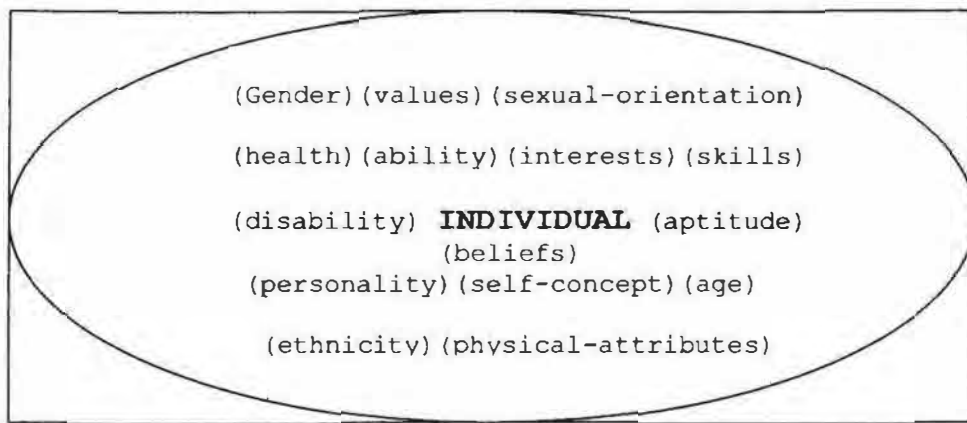 (Gender) (values) (sexual-orientation)
(health) (ability) (interests) (skills)
(disability) INDIVIDUAL (aptitude)
(beliefs)
(personality) (self-concept) (age)
(ethnicity) (physical-attributes)